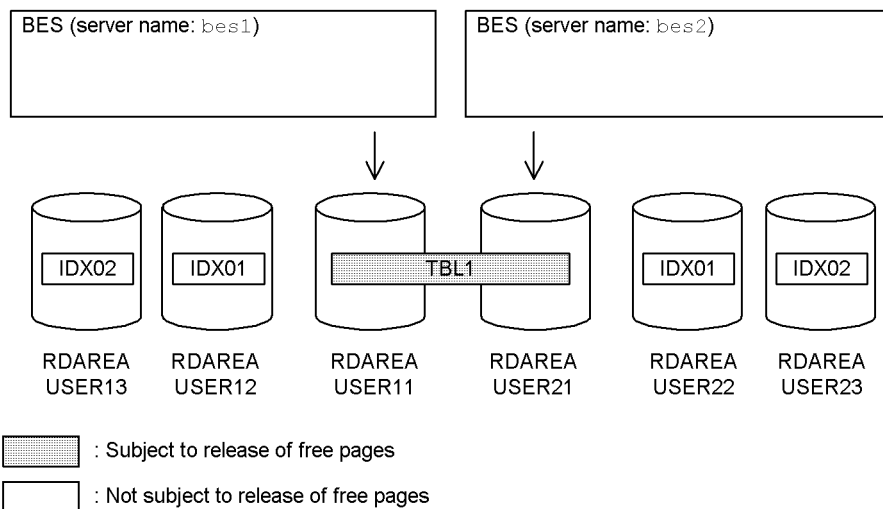 BES (server name: bes1)
BES (server name: bes2)
IDX02
IDX01
TBL1
IDX01
IDX02
RDAREA
USER13
RDAREA
USER12
RDAREA
USER11
RDAREA
USER21
RDAREA
USER22
RDAREA
USER23
: Subject to release of free pages
: Not subject to release of free pages